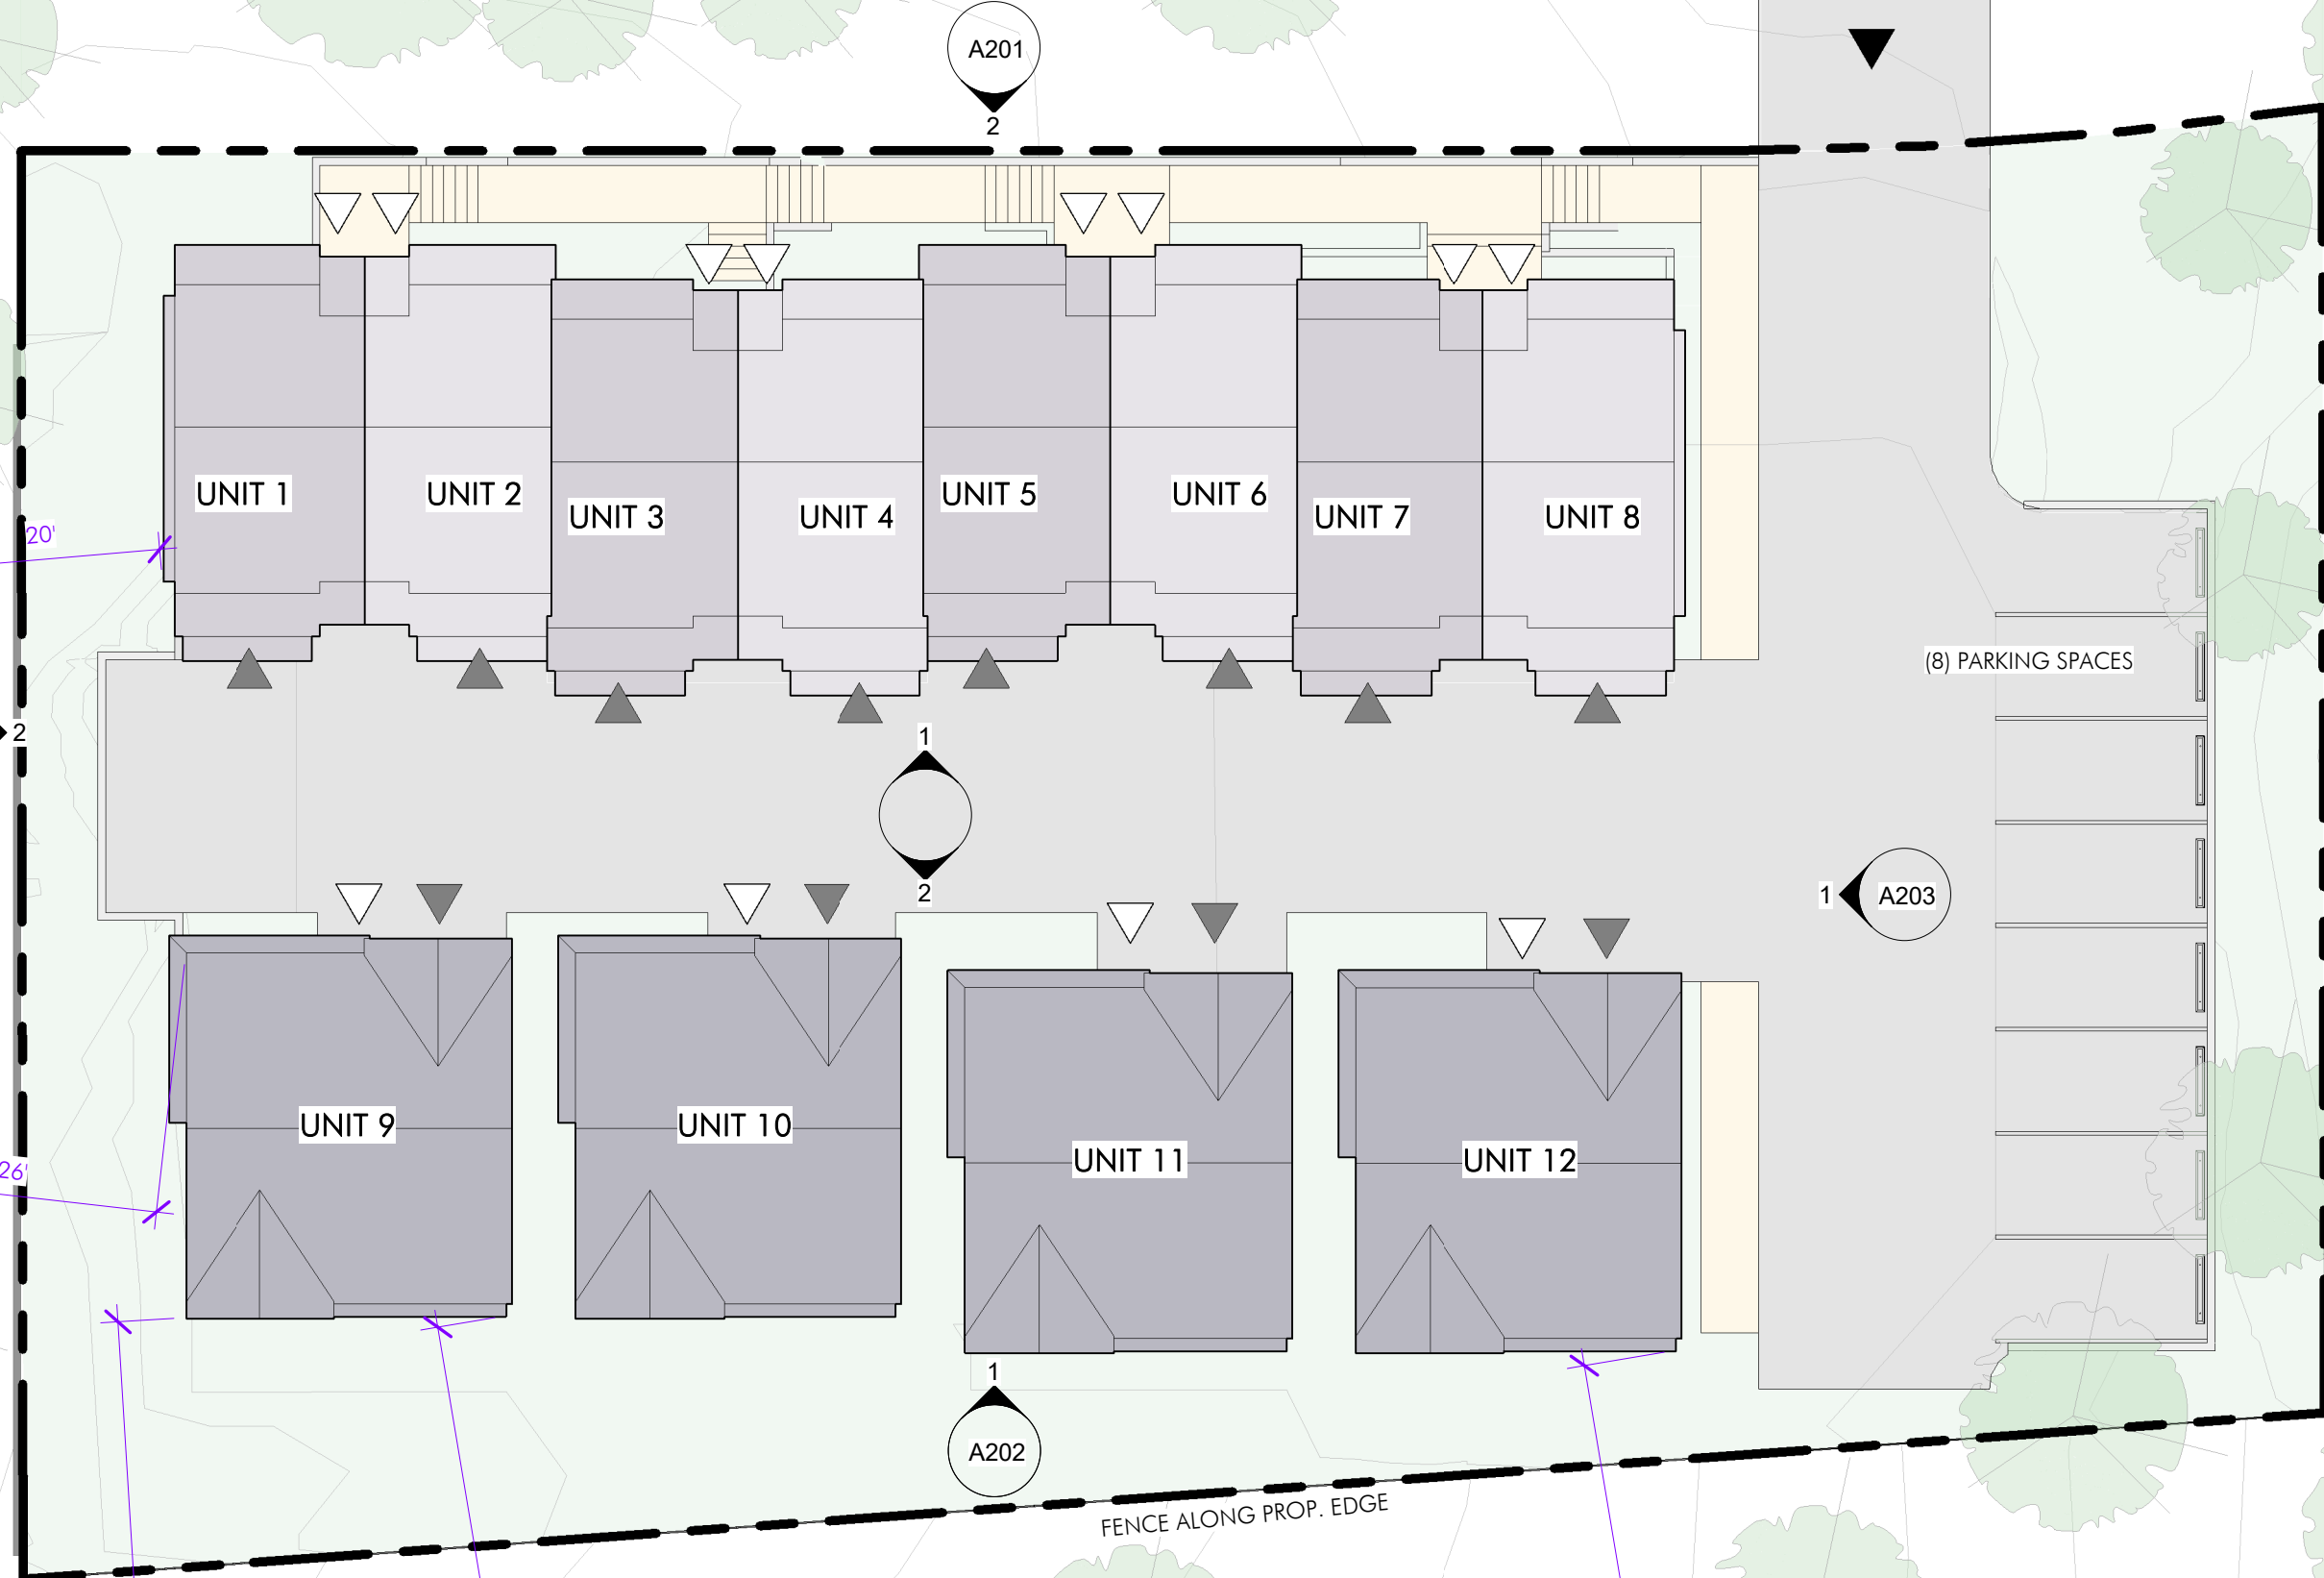 A201
2
UNIT 1
UNIT 2
UNIT 3
UNIT 4
UNIT 5
UNIT 6
UNIT 7
UNIT 8
20'
(8) PARKING SPACES
2
1
2
1
A203
UNIT 9
UNIT 10
UNIT 11
UNIT 12
26'
1
A202
FENCE ALONG PROP. EDGE